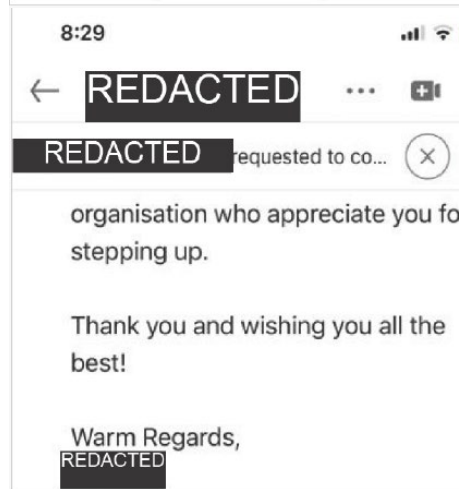 8:29
REDACTED
REDACTED requested to co...
organisation who appreciate you fo
stepping up.
Thank you and wishing you all the
best!
Warm Regards,
REDACTED